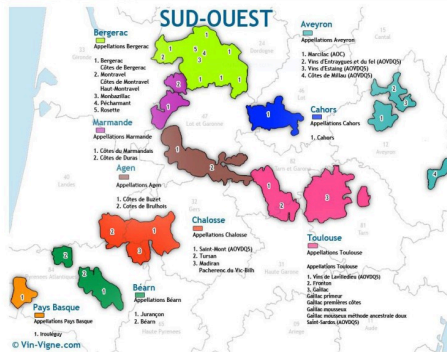 SUD-OUEST
Bergerac
Appellations Bergerac
1. Bergerac
Côtes de Bergerac
2. Montravel
Côtes de Montravel
Haut-Montravel
3. Monbazillac
4. Pécharmant
5. Rosette
Marmande
Appellations Marmande
1. Côtes du Marmandais
2. Côtes de Duras
Agen
Appellations Agen
1. Côtes de Buzet
2. Cotes de Brulhois
Aveyron
Appellations Aveyron
1. Marcilac (AOC)
2. Vins d'Entraygues et du fel (AOVDQS)
3. Vins d'Estaing (AOVDQS)
4. Côtes de Millau (AOVDQS)
Cahors
Appellations Cahors
1. Cahors
Chalosse
Appellations Chalosse
1. Saint-Mont (AOVDQS)
2. Tursan
3. Madiran
Pacherenc du Vic-Bilh
Toulouse
Appellations Toulouse
Appellations Toulouse
1. Vins de Lavilledieu (AOVDQS)
2. Fronton
3. Gaillac
Gaillac primeur
Gaillac premières côtes
Gaillac mousseux
Gaillac mousseux méthode ancestrale doux
Saint-Sardos (AOVDQS)
Béarn
Appellations Béarn
1. Jurançon
2. Béarn
Pays Basque
Appellations Pays Basque
1. Irouléguy
© Vin-Vigne.com